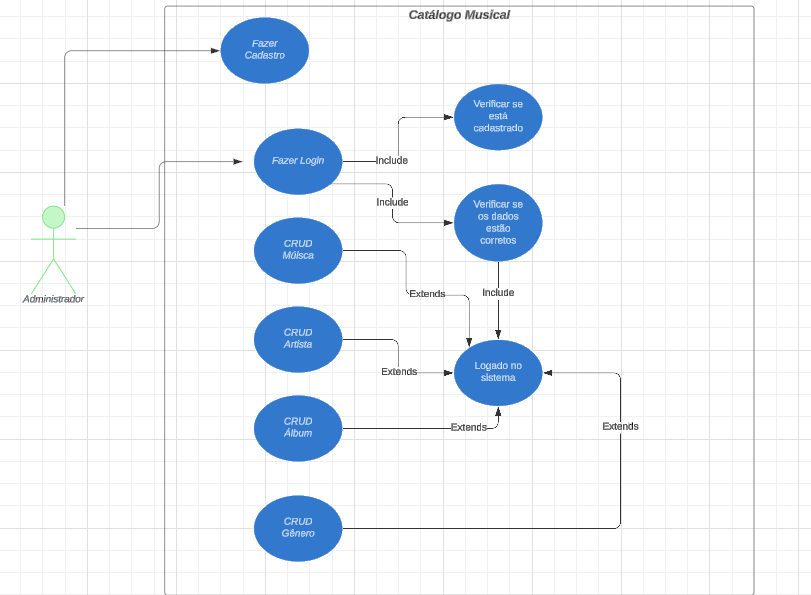 Catálogo Musical
Fazer
Cadastro
Verificar se
está
cadastrado
Fazer Login
Include
Include
Verificar se
os dados
estão
corretos
CRUD
Múisca
Extends
Include
Administrador
CRUD
Artista
Extends
Logado no
sistema
CRUD
Álbum
Extends
Extends
CRUD
Gênero